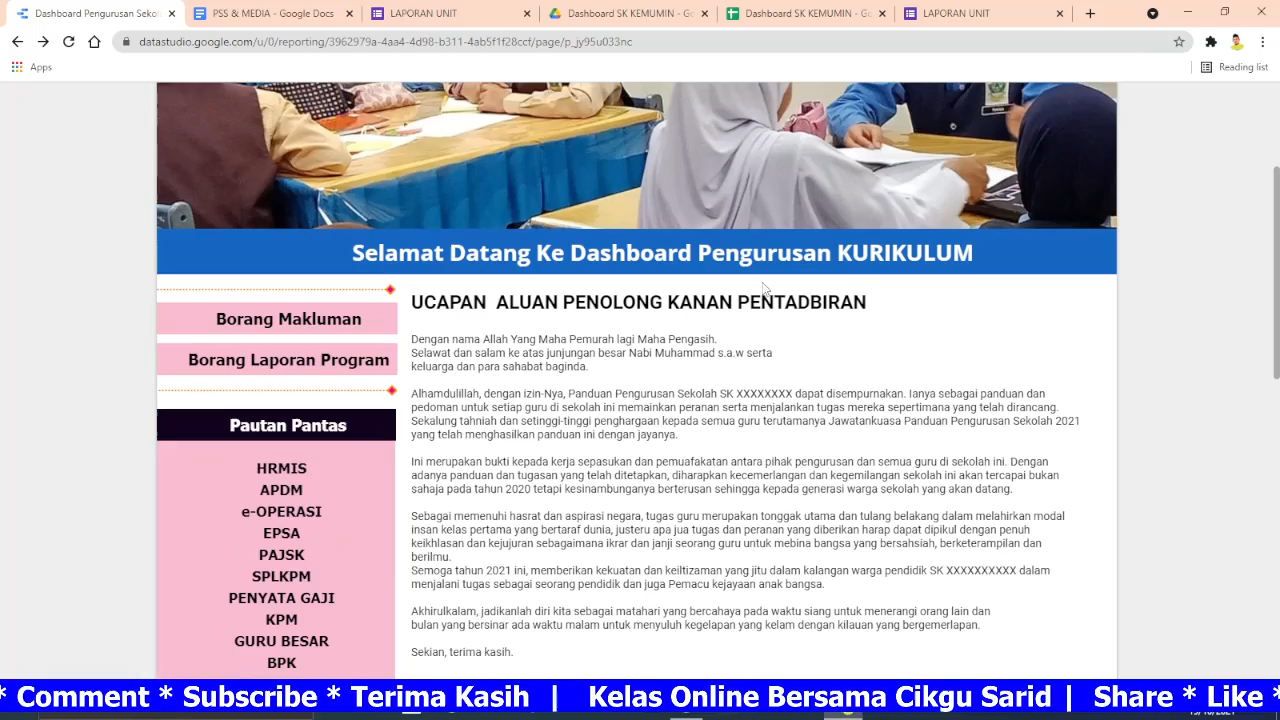 Dashboard Pengurusan Sekol
PSS & MEDIA - Google Docs
LAPORAN UNIT
Dashboard SK KEMUMIN - Go
Dashboard SK KEMUMIN - Goo
LAPORAN UNIT
datastudio.google.com/u/0/reporting/3962979a-4aa4-4d98-b311-4ab5f1f28ccf/page/p_jy95u033nc
Apps
Reading list
Selamat Datang Ke Dashboard Pengurusan KURIKULUM
Borang Makluman
Borang Laporan Program
Pautan Pantas
HRMIS
APDM
e-OPERASI
EPSA
PAJSK
SPLKPM
PENYATA GAJI
KPM
GURU BESAR
BPK
UCAPAN ALUAN PENOLONG KANAN PENTADBIRAN
Dengan nama Allah Yang Maha Pemurah lagi Maha Pengasih.
Selawat dan salam ke atas junjungan besar Nabi Muhammad s.a.w serta
keluarga dan para sahabat baginda.
Alhamdulillah, dengan izin-Nya, Panduan Pengurusan Sekolah SK XXXXXXXX dapat disempurnakan. Ianya sebagai panduan dan
pedoman untuk setiap guru di sekolah ini memainkan peranan serta menjalankan tugas mereka sepertimana yang telah dirancang.
Sekalung tahniah dan setinggi-tinggi penghargaan kepada semua guru terutamanya Jawatankuasa Panduan Pengurusan Sekolah 2021
yang telah menghasilkan panduan ini dengan jayanya.
Ini merupakan bukti kepada kerja sepasukan dan pemuafakatan antara pihak pengurusan dan semua guru di sekolah ini. Dengan
adanya panduan dan tugasan yang telah ditetapkan, diharapkan kecemerlangan dan kegemilangan sekolah ini akan tercapai bukan
sahaja pada tahun 2020 tetapi kesinambunganya berterusan sehingga kepada generasi warga sekolah yang akan datang.
Sebagai memenuhi hasrat dan aspirasi negara, tugas guru merupakan tonggak utama dan tulang belakang dalam melahirkan modal
insan kelas pertama yang bertaraf dunia, justeru apa jua tugas dan peranan yang diberikan harap dapat dipikul dengan penuh
keikhlasan dan kejujuran sebagaimana ikrar dan janji seorang guru untuk mebina bangsa yang bersahsiah, berketerampilan dan
berilmu.
Semoga tahun 2021 ini, memberikan kekuatan dan keiltizaman yang jitu dalam kalangan warga pendidik SK XXXXXXXXXX dalam
menjalani tugas sebagai seorang pendidik dan juga Pemacu kejayaan anak bangsa.
Akhirulkalam, jadikanlah diri kita sebagai matahari yang bercahaya pada waktu siang untuk menerangi orang lain dan
bulan yang bersinar ada waktu malam untuk menyuluh kegelapan yang kelam dengan kilauan yang bergemerlapan.
Sekian, terima kasih.
* Comment * Subscribe * Terima Kasih | Kelas Online Bersama Cikgu Sarid | Share * Like *